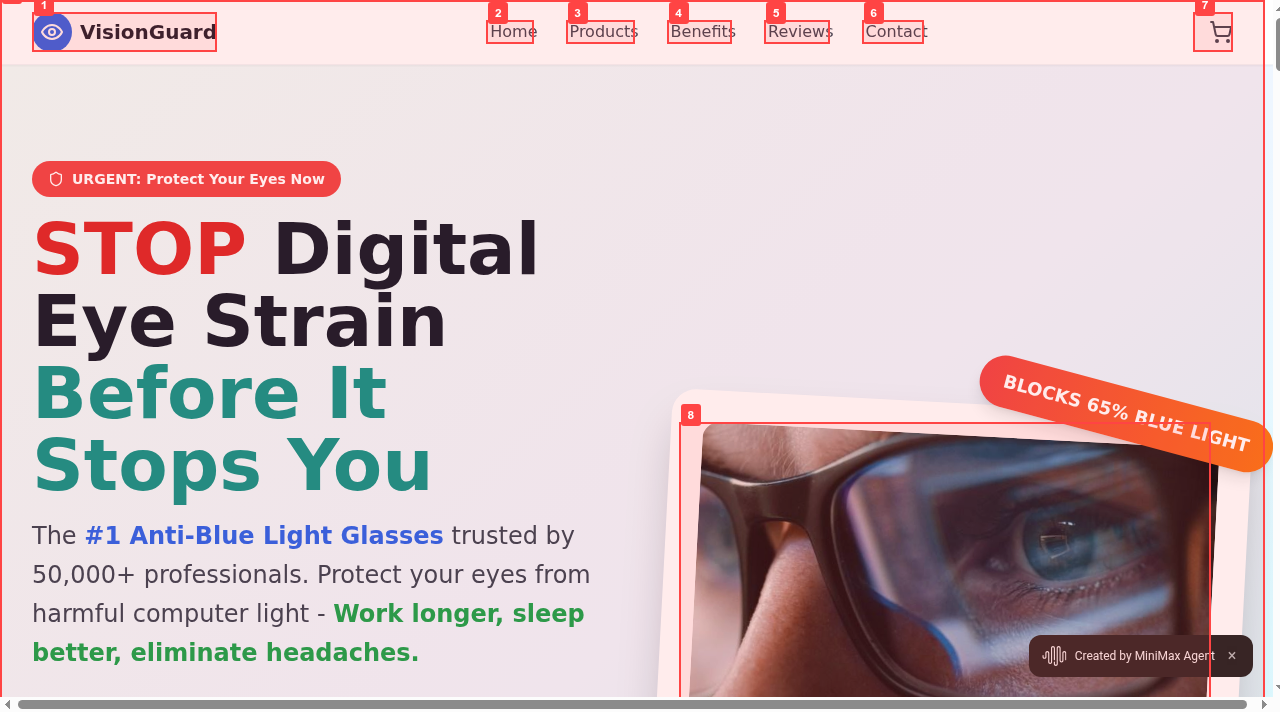 1
VisionGuard
2
Home
3
Products
4
Benefits
5
Reviews
6
Contact
7
URGENT: Protect Your Eyes Now
STOP Digital
Eye Strain
Before It
Stops You
The #1 Anti-Blue Light Glasses trusted by
50,000+ professionals. Protect your eyes from
harmful computer light - Work longer, sleep
better, eliminate headaches.
BLOCKS 65% BLUE LIGHT
8
Created by MiniMax Agent ×